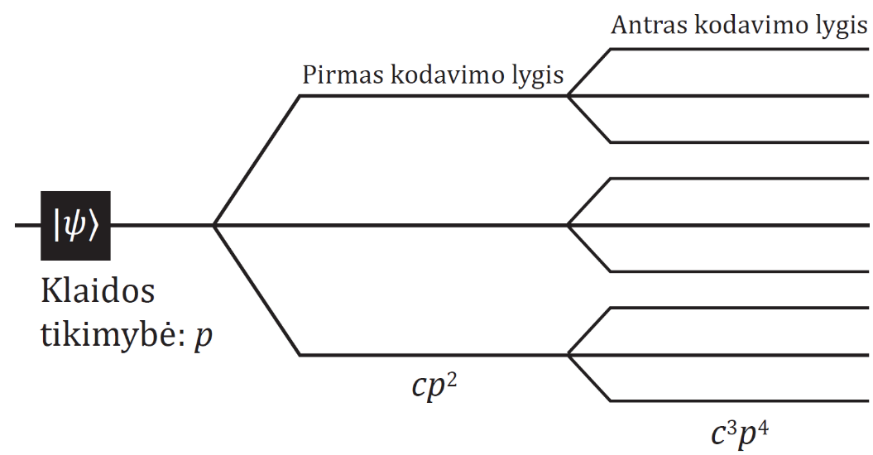 Antras kodavimo lygis
Pirmas kodavimo lygis
|ψ⟩
Klaidos
tikimybė: p
cp²
c³p⁴